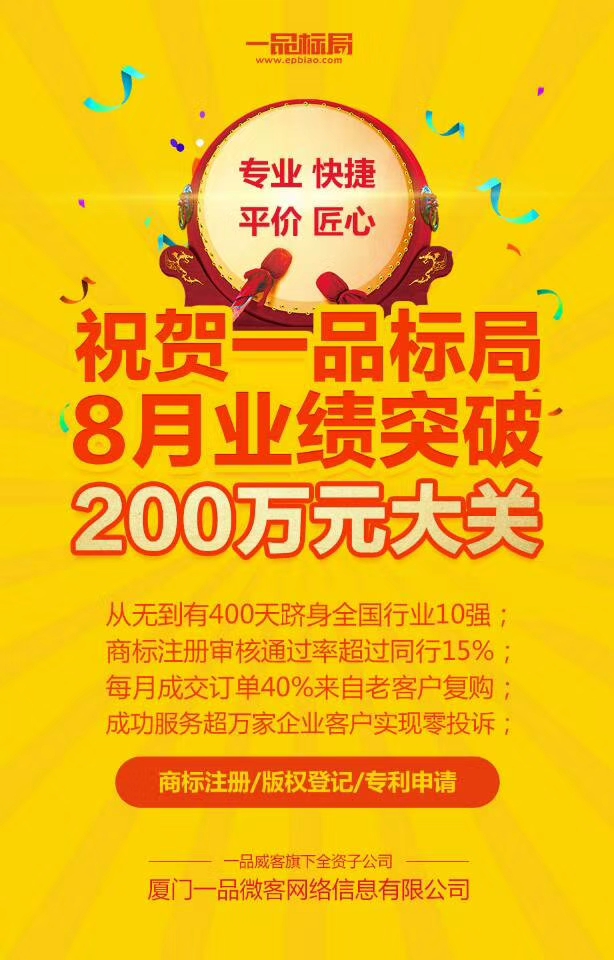 一品标局
www.epbiao.com
专业 快捷
平价 匠心
祝贺一品标局
8月业绩突破
200万元大关
从无到有400天跻身全国行业10强；
商标注册审核通过率超过同行15%；
每月成交订单40%来自老客户复购；
成功服务超万家企业客户实现零投诉；
商标注册/版权登记/专利申请
一品威客旗下全资子公司
厦门一品微客网络信息有限公司